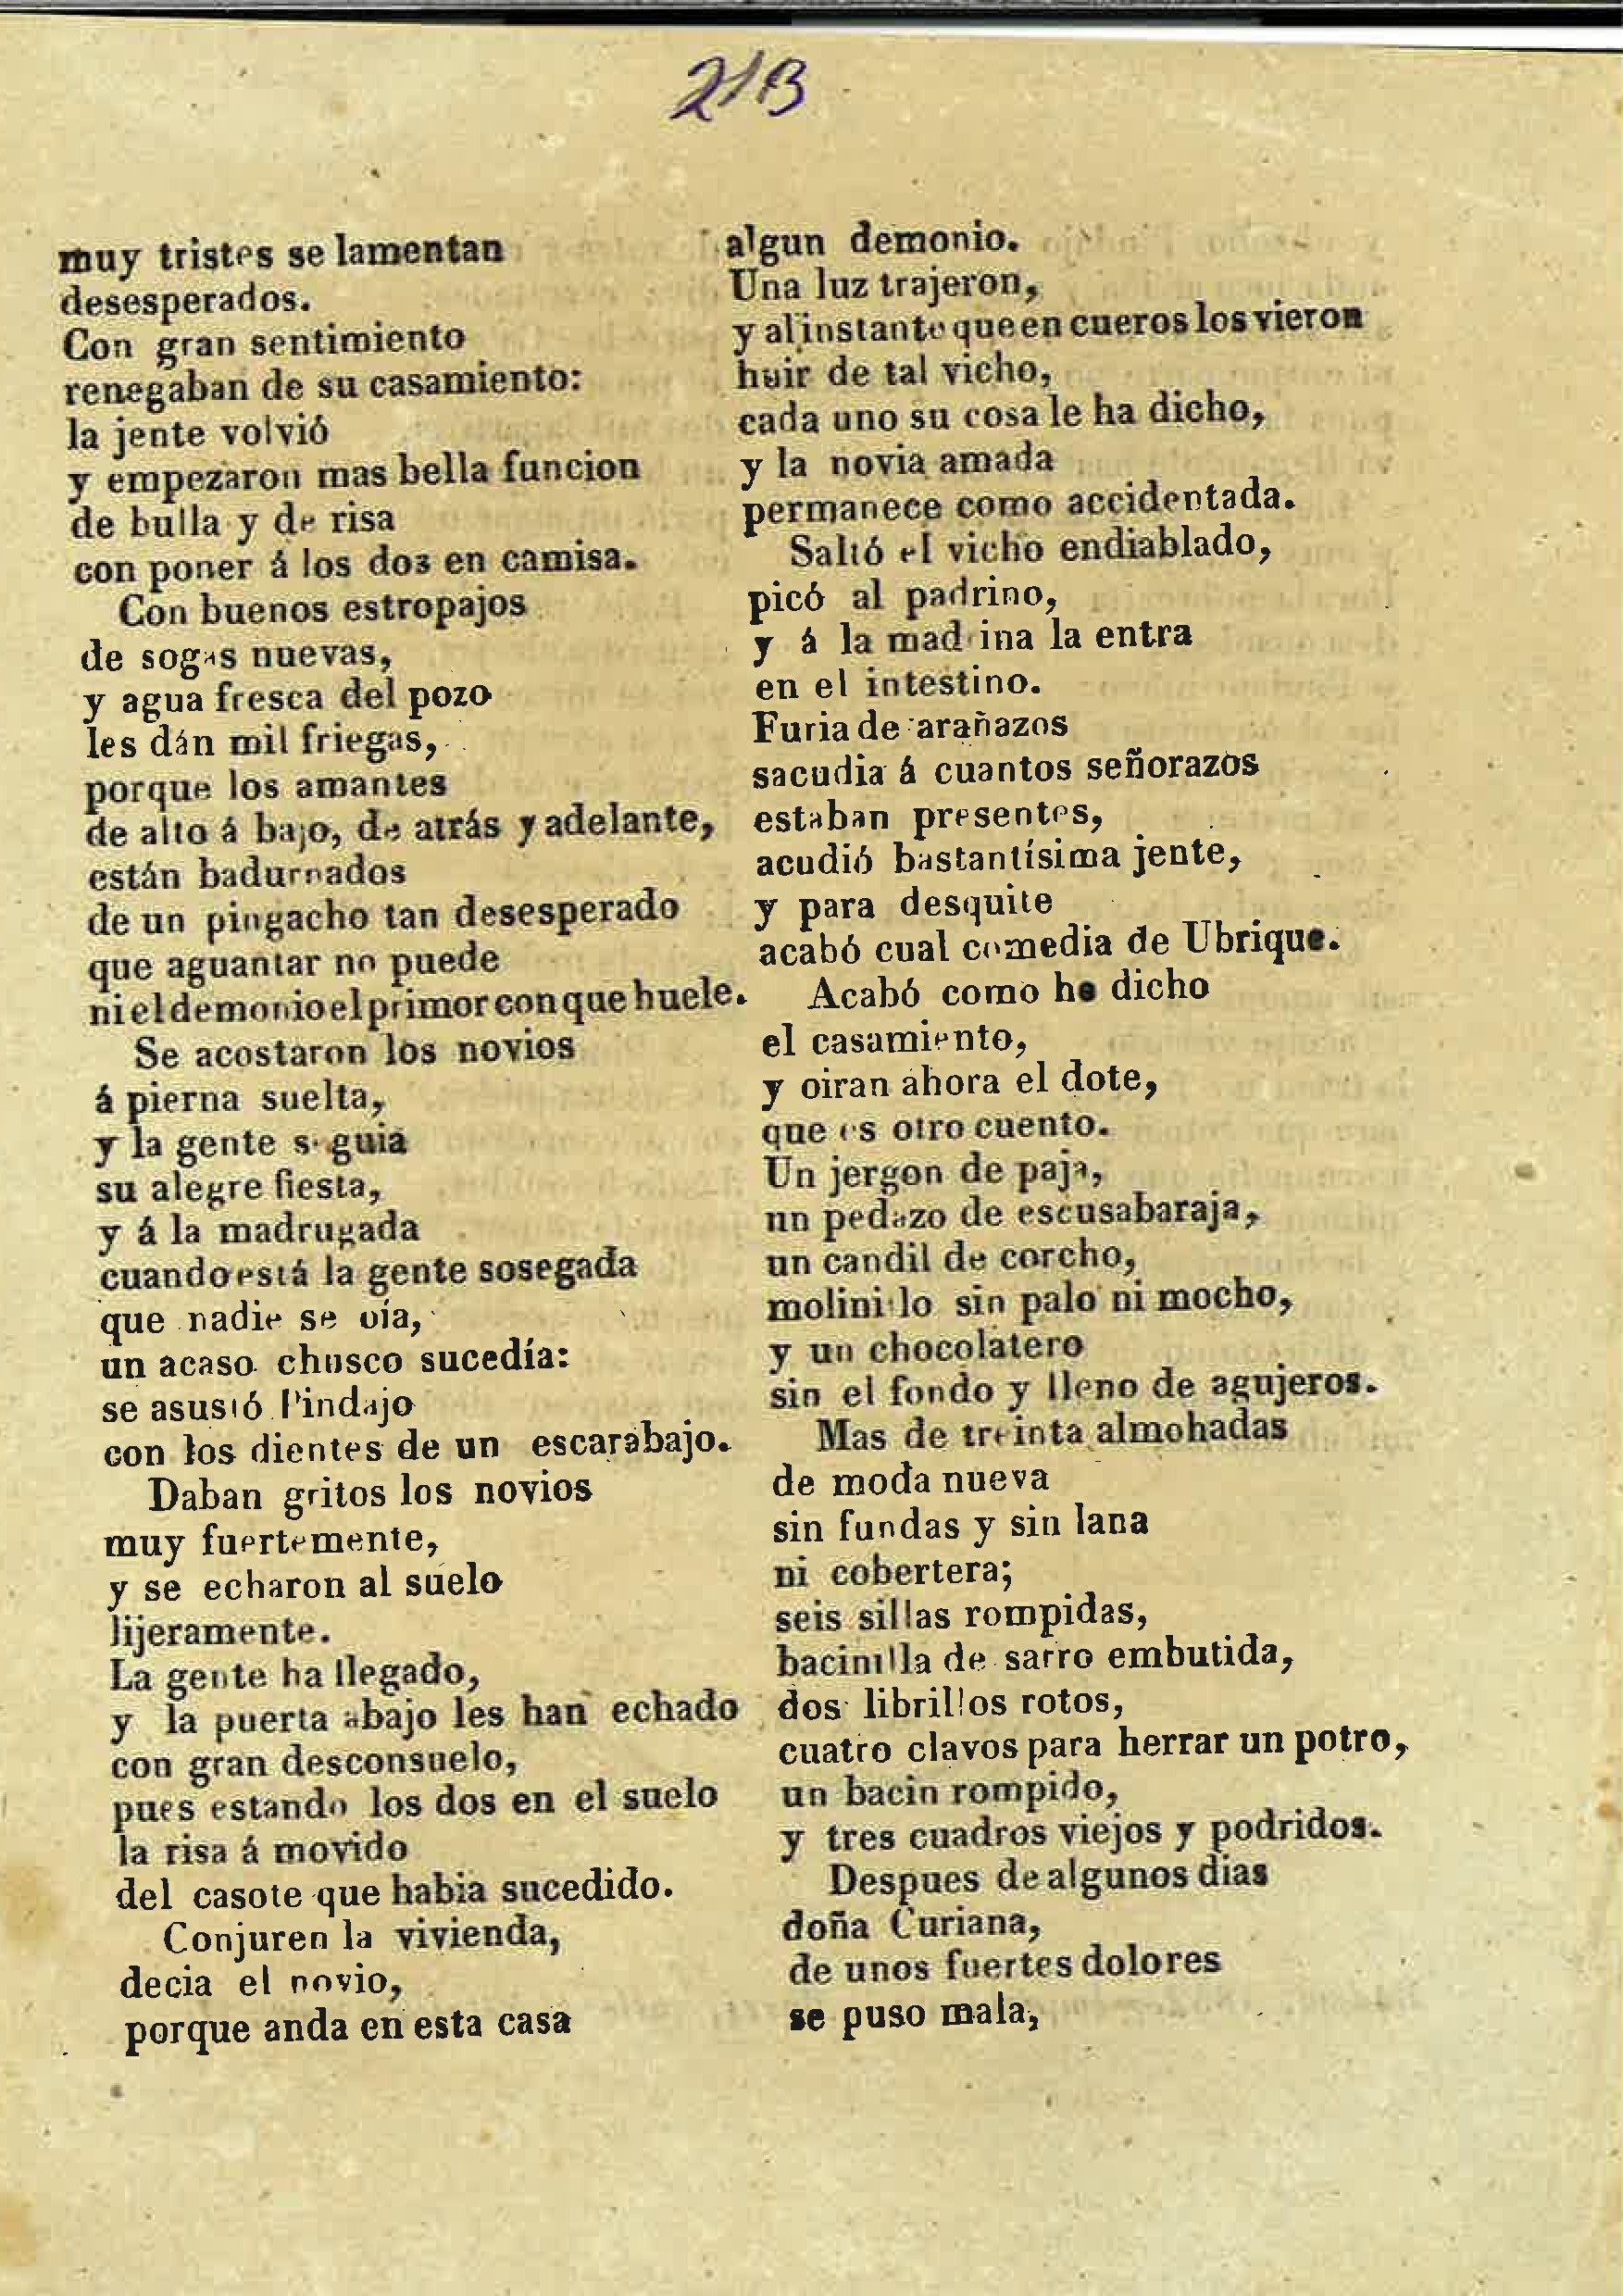 213
muy tristes se lamentan
desesperados.
Con gran sentimiento
renegaban de su casamiento:
la jente volvió
y empezaron mas bella funcion
de bulla y de risa
con poner á los dos en camisa.
Con buenos estropajos
de sogas nuevas,
y agua fresca del pozo
les dán mil friegas,
porque los amantes
de alto á bajo, de atrás y adelante,
están badurnados
de un pingacho tan desesperado
que aguantar no puede
ni el demonio el primor con que huele.
Se acostaron los novios
á pierna suelta,
y la gente seguia
su alegre fiesta,
y á la madrugada
cuando está la gente sosegada
que nadie se oía,
un acaso chusco sucedía:
se asustó Pindajo
con los dientes de un escarabajo.
Daban gritos los novios
muy fuertemente,
y se echaron al suelo
lijeramente.
La gente ha llegado,
y la puerta abajo les han echado
con gran desconsuelo,
pues estando los dos en el suelo
la risa á movido
del casote que habia sucedido.
Conjuren la vivienda,
decia el novio,
porque anda en esta casa
algun demonio.
Una luz trajeron,
y al instante que en cueros los vieron
huir de tal vicho,
cada uno su cosa le ha dicho,
y la novia amada
permanece como accidentada.
Saltó el vicho endiablado,
picó al padrino,
y á la madrina la entra
en el intestino.
Furia de arañazos
sacudia á cuantos señorazos
estaban presentes,
acudió bastantísima jente,
y para desquite
acabó cual comedia de Ubrique.
Acabó como he dicho
el casamiento,
y oiran ahora el dote,
que es otro cuento.
Un jergon de paja,
un pedazo de escusabaraja,
un candil de corcho,
molinillo sin palo ni mocho,
y un chocolatero
sin el fondo y lleno de agujeros.
Mas de treinta almohadas
de moda nueva
sin fundas y sin lana
ni cobertera;
seis sillas rompidas,
bacinilla de sarro embutida,
dos librillos rotos,
cuatro clavos para herrar un potro,
un bacin rompido,
y tres cuadros viejos y podridos.
Despues de algunos dias
doña Curiana,
de unos fuertes dolores
se puso mala,